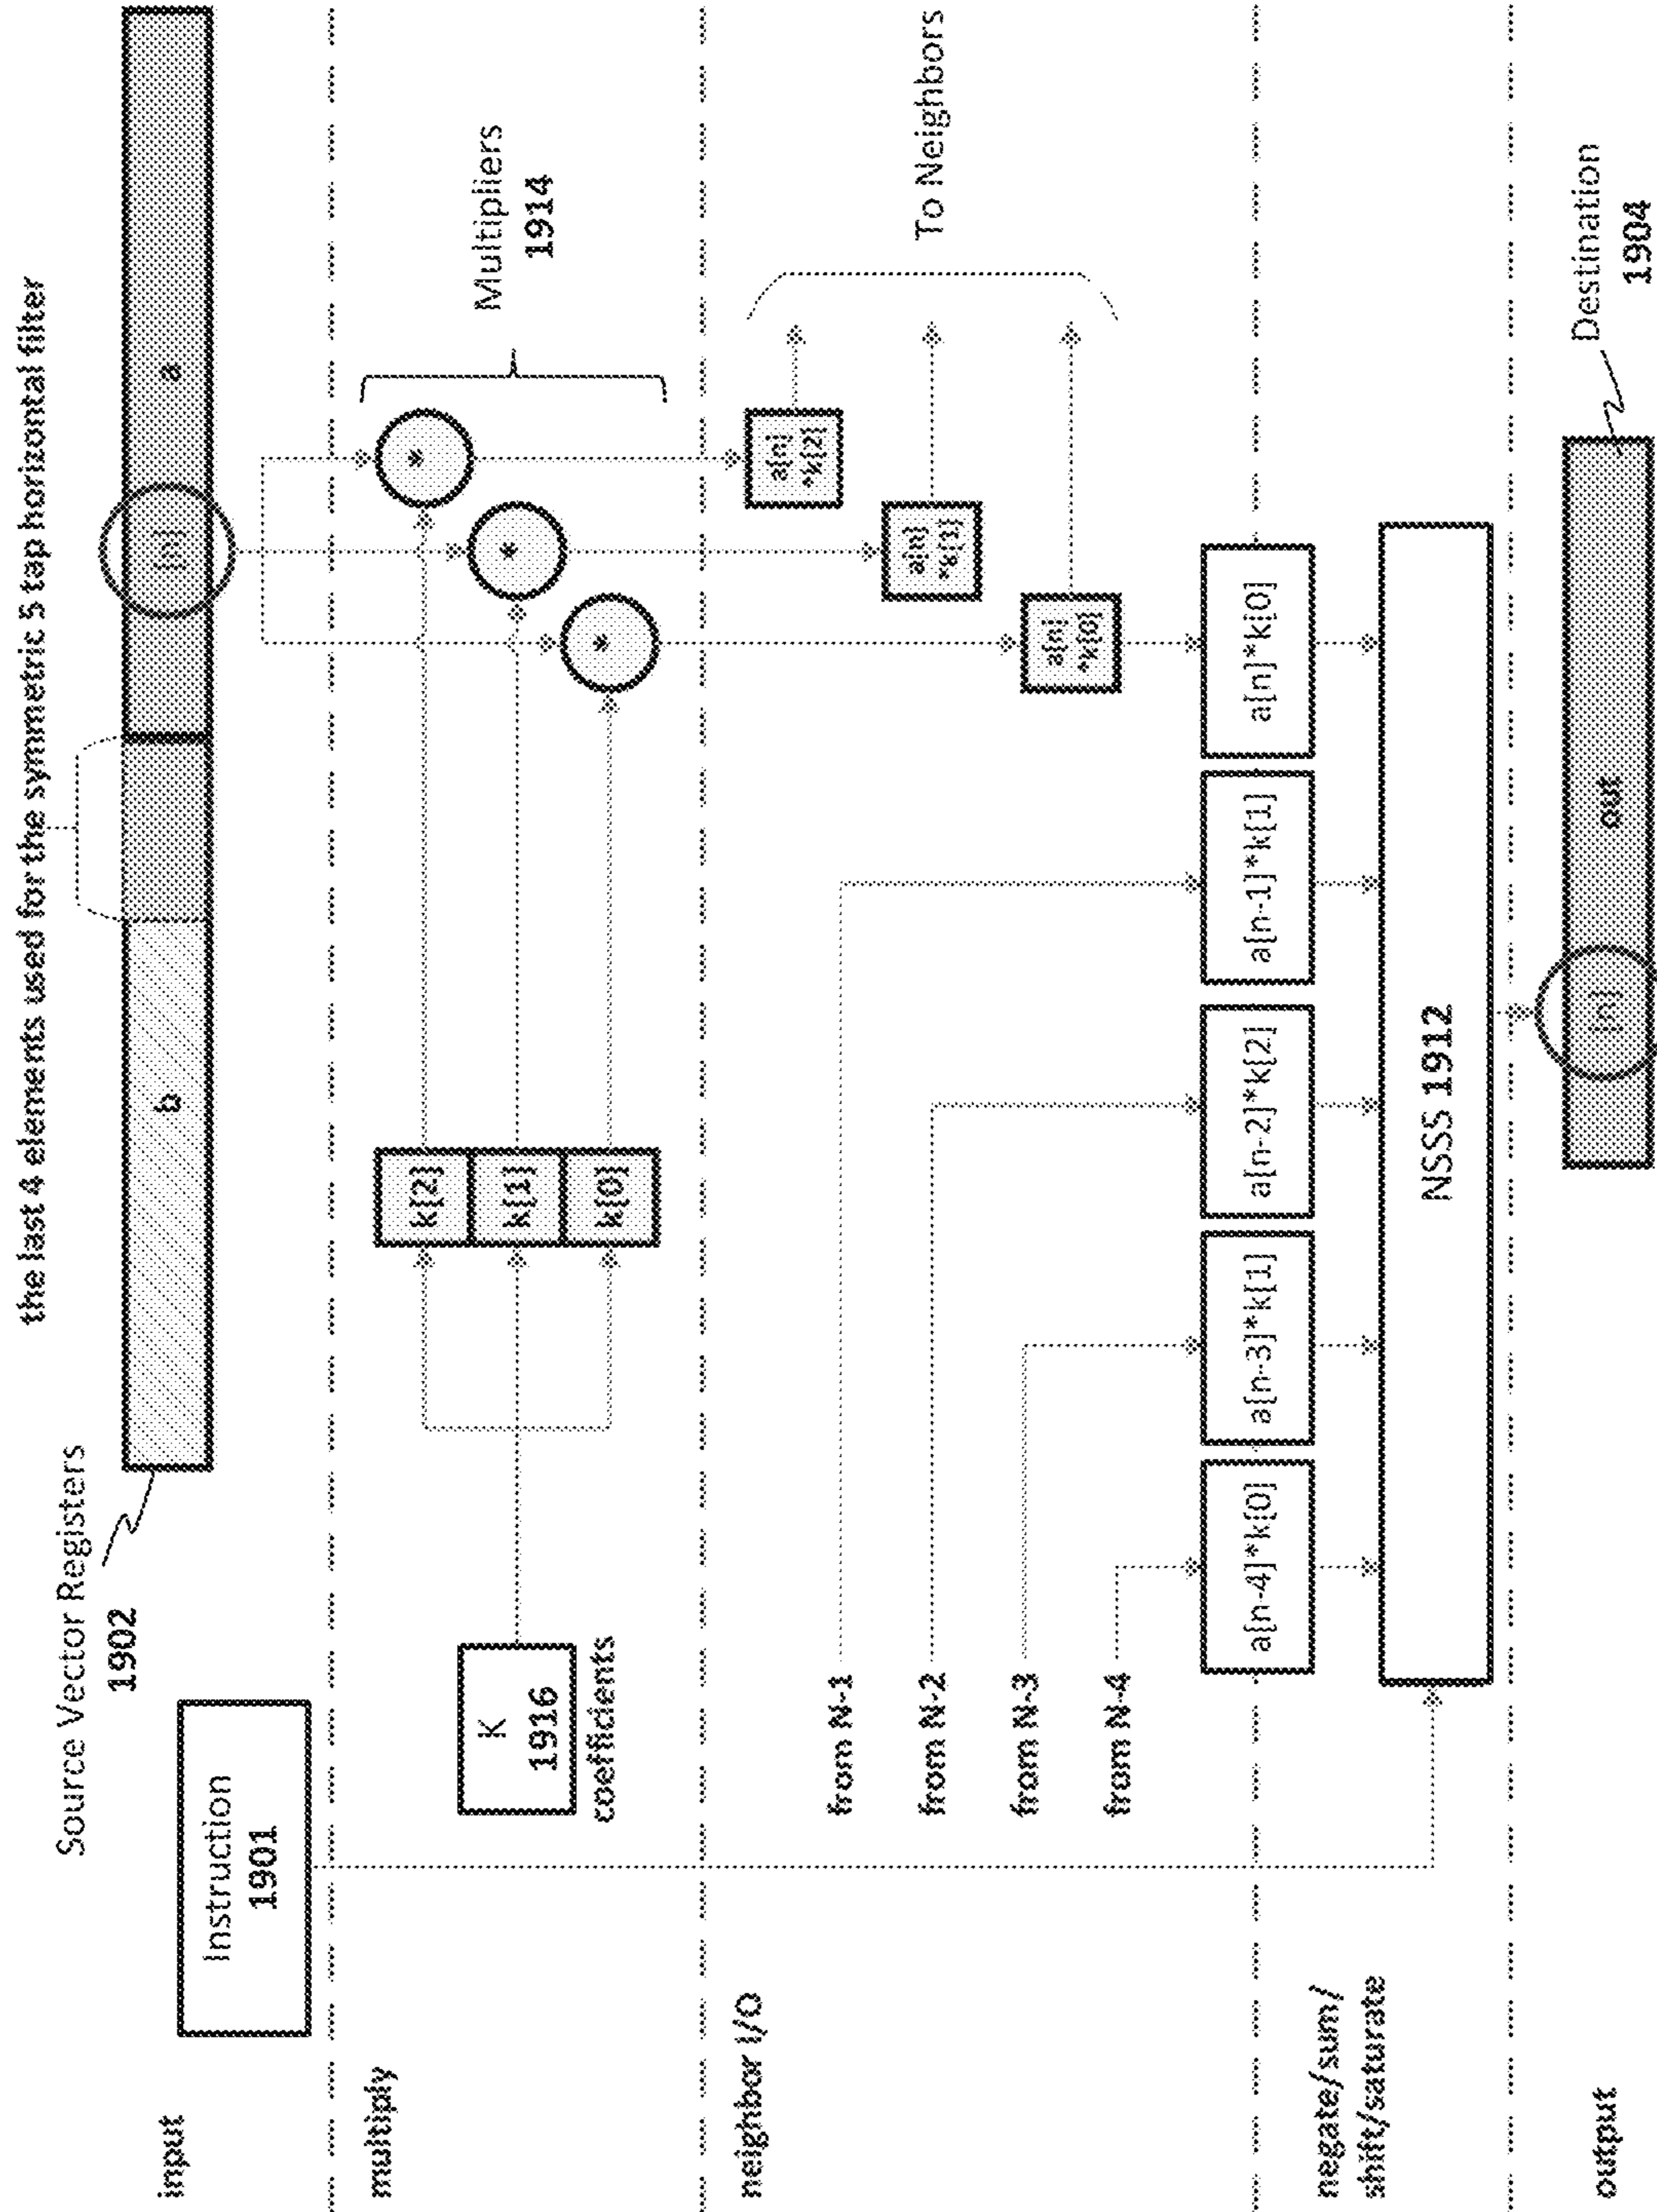 the last 4 elements used for the symmetric 5 tap horizontal filter
Source Vector Registers
1902
b
a
[n]
input
Instruction
1901
multiply
K
1916
coefficients
k[2]
k[1]
k[0]
*
*
*
Multipliers
1914
neighbor I/O
from N-1
from N-2
from N-3
from N-4
a[n]
*k[2]
a[n]
*k[1]
a[n]
*k[0]
To Neighbors
negate/sum/
shift/saturate
a[n-4]*k[0]
a[n-3]*k[1]
a[n-2]*k[2]
a[n-1]*k[1]
a[n]*k[0]
NSSS 1912
output
[n]
out
Destination
1904